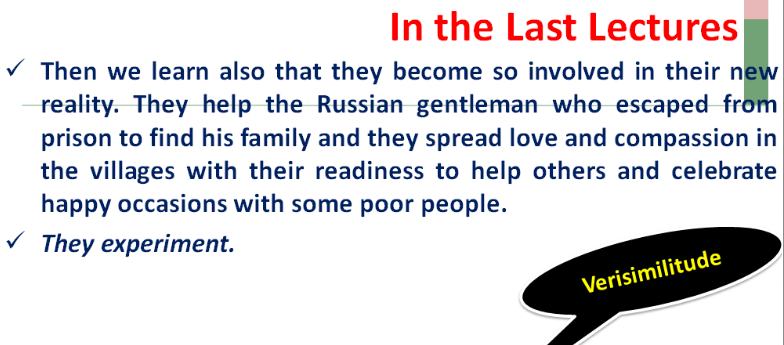 In the Last Lectures
✓ Then we learn also that they become so involved in their new
reality. They help the Russian gentleman who escaped from
prison to find his family and they spread love and compassion in
the villages with their readiness to help others and celebrate
happy occasions with some poor people.
✓ They experiment.
Verisimilitude